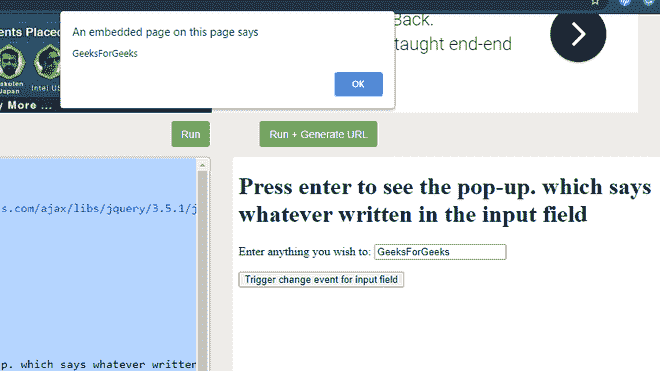 An embedded page on this page says
GeeksForGeeks
OK
ents Placed
Back.
taught end-end
Japan
Intel US
y More ...
Run
Run + Generate URL
s.com/ajax/libs/jquery/3.5.1/j
p. which says whatever written
Press enter to see the pop-up. which says
whatever written in the input field
Enter anything you wish to: GeeksForGeeks
Trigger change event for input field